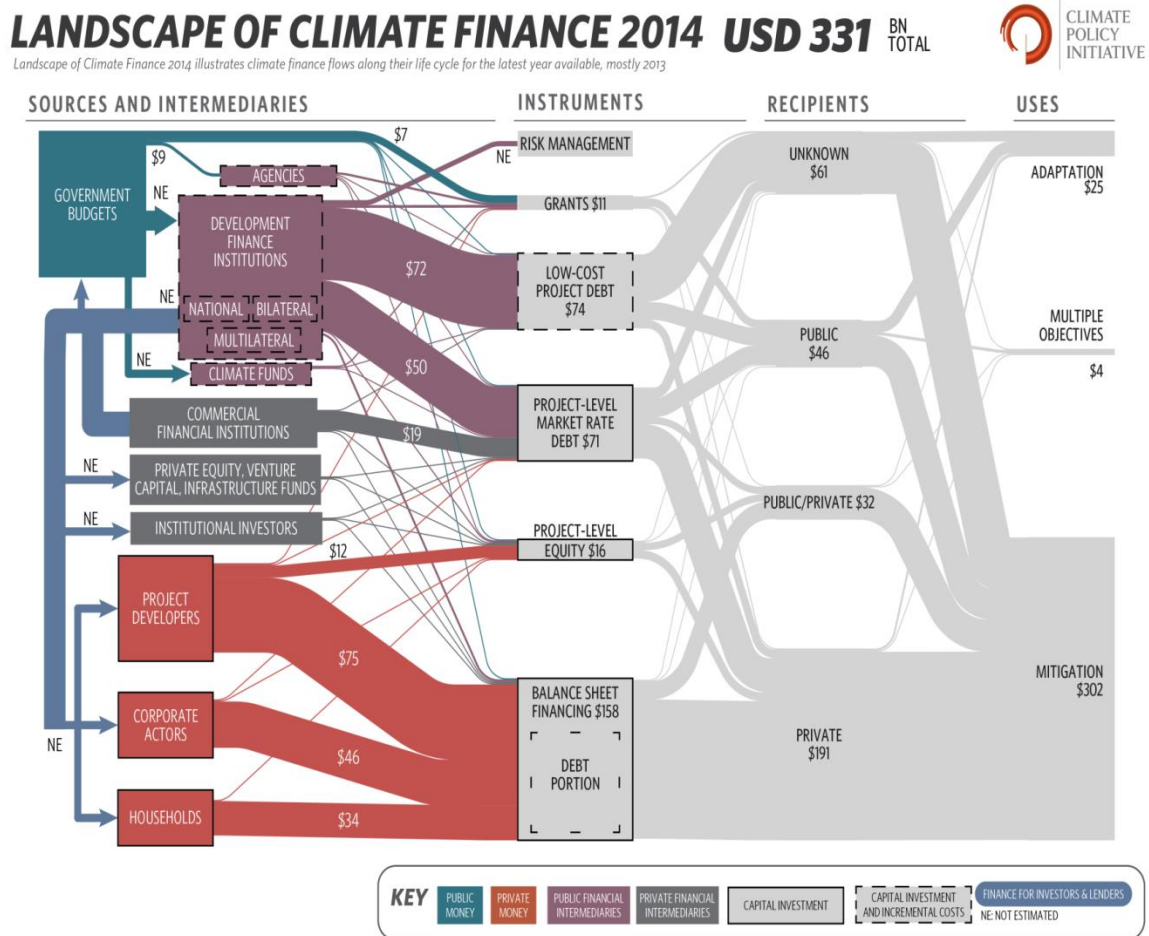 LANDSCAPE OF CLIMATE FINANCE 2014 USD 331 BN TOTAL
Landscape of Climate Finance 2014 illustrates climate finance flows along their life cycle for the latest year available, mostly 2013
CLIMATE
POLICY
INITIATIVE
SOURCES AND INTERMEDIARIES
INSTRUMENTS
RECIPIENTS
USES
GOVERNMENT
BUDGETS
$9
NE
$7
AGENCIES
DEVELOPMENT
FINANCE
INSTITUTIONS
NE
NATIONAL
BILATERAL
MULTILATERAL
NE
CLIMATE FUNDS
COMMERCIAL
FINANCIAL INSTITUTIONS
NE
PRIVATE EQUITY, VENTURE
CAPITAL, INFRASTRUCTURE FUNDS
NE
INSTITUTIONAL INVESTORS
PROJECT
DEVELOPERS
CORPORATE
ACTORS
NE
HOUSEHOLDS
$72
$50
$19
$12
$75
$46
$34
NE
RISK MANAGEMENT
GRANTS $11
LOW-COST
PROJECT DEBT
$74
PROJECT-LEVEL
MARKET RATE
DEBT $71
PROJECT-LEVEL
EQUITY $16
BALANCE SHEET
FINANCING $158
DEBT
PORTION
UNKNOWN
$61
PUBLIC
$46
PUBLIC/PRIVATE $32
PRIVATE
$191
ADAPTATION
$25
MULTIPLE
OBJECTIVES
$4
MITIGATION
$302
KEY
PUBLIC
MONEY
PRIVATE
MONEY
PUBLIC FINANCIAL
INTERMEDIARIES
PRIVATE FINANCIAL
INTERMEDIARIES
CAPITAL INVESTMENT
CAPITAL INVESTMENT
AND INCREMENTAL COSTS
FINANCE FOR INVESTORS & LENDERS
NE: NOT ESTIMATED